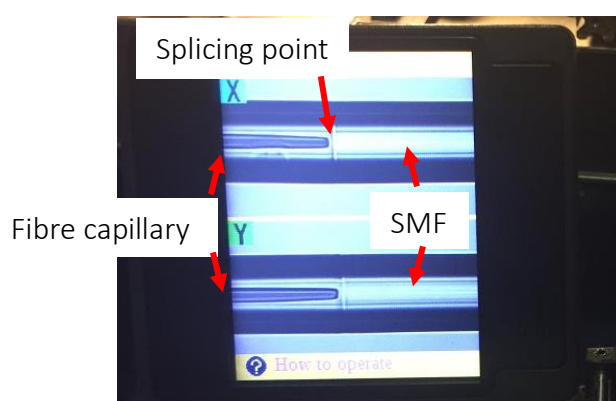 Splicing point
X
Fibre capillary
SMF
Y
? How to operate